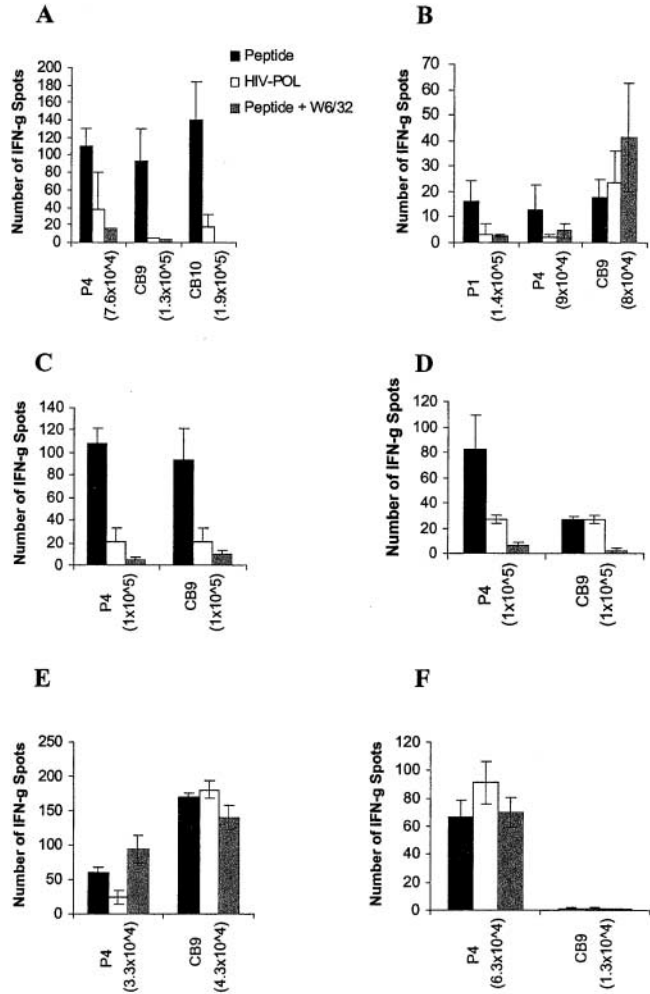 A
Number of IFN-g Spots
200
180
160
140
120
100
80
60
40
20
0
P4
(7.6x10^4)
CB9
(1.3x10^5)
CB10
(1.9x10^5)
Peptide
HIV-POL
Peptide + W6/32
B
Number of IFN-g Spots
70
60
50
40
30
20
10
0
P1
(1.4x10^5)
P4
(9x10^4)
CB9
(8x10^4)
C
Number of IFN-g Spots
140
120
100
80
60
40
20
0
P4
(1x10^5)
CB9
(1x10^5)
D
Number of IFN-g Spots
120
100
80
60
40
20
0
P4
(1x10^5)
CB9
(1x10^5)
E
Number of IFN-g Spots
250
200
150
100
50
0
P4
(3.3x10^4)
CB9
(4.3x10^4)
F
Number of IFN-g Spots
120
100
80
60
40
20
0
P4
(6.3x10^4)
CB9
(1.3x10^4)